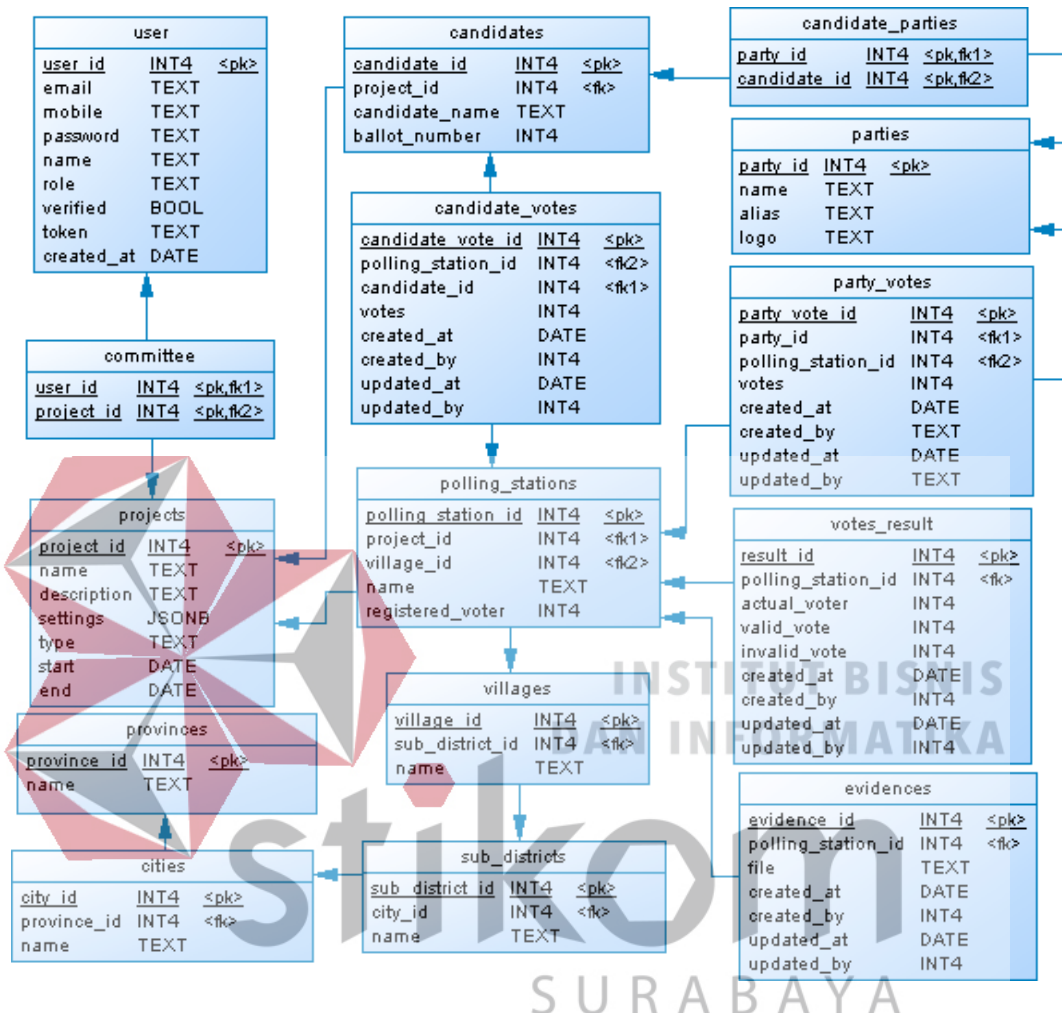 user
user_id INT4 <pk>
email TEXT
mobile TEXT
password TEXT
name TEXT
role TEXT
verified BOOL
token TEXT
created_at DATE
committee
user_id INT4 <pk,fk1>
project_id INT4 <pk,fk2>
projects
project_id INT4 <pk>
name TEXT
description TEXT
settings JSONB
type TEXT
start DATE
end DATE
provinces
province_id INT4 <pk>
name TEXT
cities
city_id INT4 <pk>
province_id INT4 <fk>
name TEXT
candidates
candidate_id INT4 <pk>
project_id INT4 <fk>
candidate_name TEXT
ballot_number INT4
candidate_votes
candidate_vote_id INT4 <pk>
polling_station_id INT4 <fk2>
candidate_id INT4 <fk1>
votes INT4
created_at DATE
created_by INT4
updated_at DATE
updated_by INT4
polling_stations
polling_station_id INT4 <pk>
project_id INT4 <fk1>
village_id INT4 <fk2>
name TEXT
registered_voter INT4
villages
village_id INT4 <pk>
sub_district_id INT4 <fk>
name TEXT
sub_districts
sub_district_id INT4 <pk>
city_id INT4 <fk>
name TEXT
candidate_parties
party_id INT4 <pk,fk1>
candidate_id INT4 <pk,fk2>
parties
party_id INT4 <pk>
name TEXT
alias TEXT
logo TEXT
party_votes
party_vote_id INT4 <pk>
party_id INT4 <fk1>
polling_station_id INT4 <fk2>
votes INT4
created_at DATE
created_by TEXT
updated_at DATE
updated_by TEXT
votes_result
result_id INT4 <pk>
polling_station_id INT4 <fk>
actual_voter INT4
valid_vote INT4
invalid_vote INT4
created_at DATE
created_by INT4
updated_at DATE
updated_by INT4
evidences
evidence_id INT4 <pk>
polling_station_id INT4 <fk>
file TEXT
created_at DATE
created_by INT4
updated_at DATE
updated_by INT4
INSTITUT BISNIS
DAN INFORMATIKA
stikom
SURABAYA